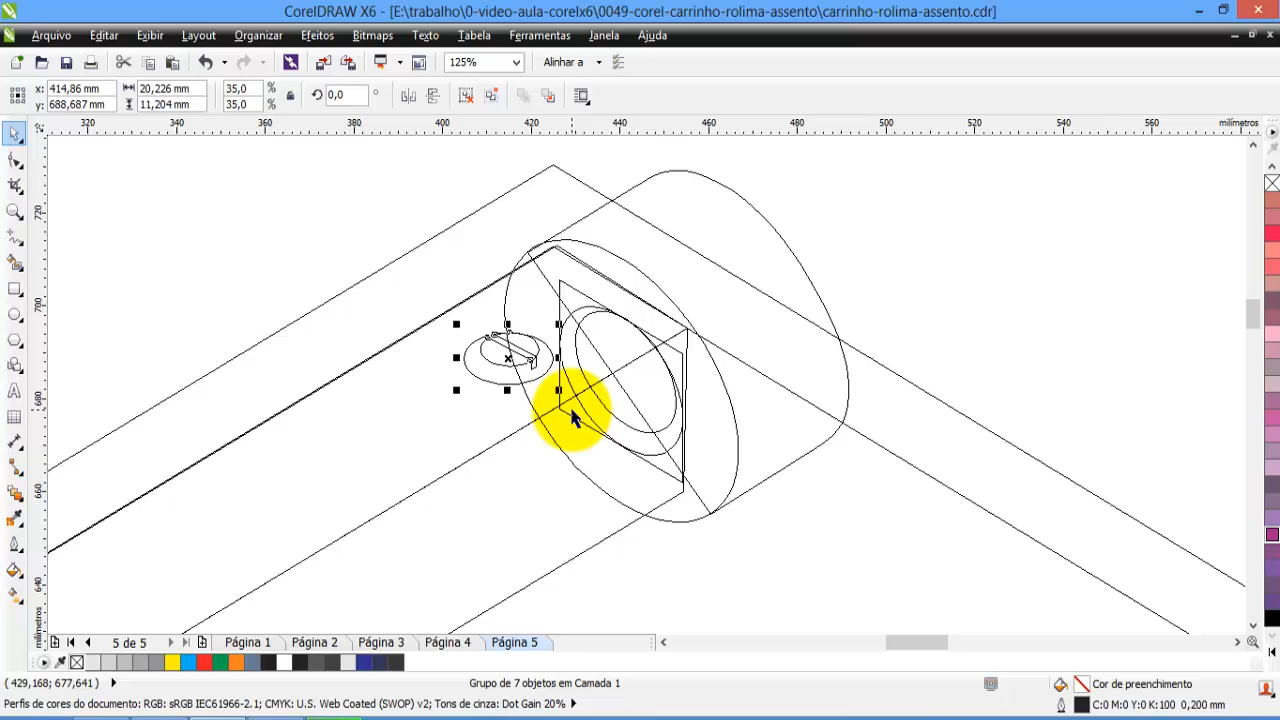 CorelDRAW X6 - [E:\trabalho\0-video-aula-corelx6\0049-corel-carrinho-rolima-assento\carrinho-rolima-assento.cdr]
Arquivo Editar Exibir Layout Organizar Efeitos Bitmaps Texto Tabela Ferramentas Janela Ajuda
125% Alinhar a
x: 414,86 mm 20,226 mm 35,0 % 0,0 °
y: 688,687 mm 11,204 mm 35,0 %
320 340 360 380 400 420 440 460 480 500 520 540 560 milímetros
720
700
680
660
640
milímetros
5 de 5 Página 1 Página 2 Página 3 Página 4 Página 5
( 429,168; 677,641 ) Grupo de 7 objetos em Camada 1 Cor de preenchimento
Perfis de cores do documento: RGB: sRGB IEC61966-2.1; CMYK: U.S. Web Coated (SWOP) v2; Tons de cinza: Dot Gain 20% C:0 M:0 Y:0 K:100 0,200 mm